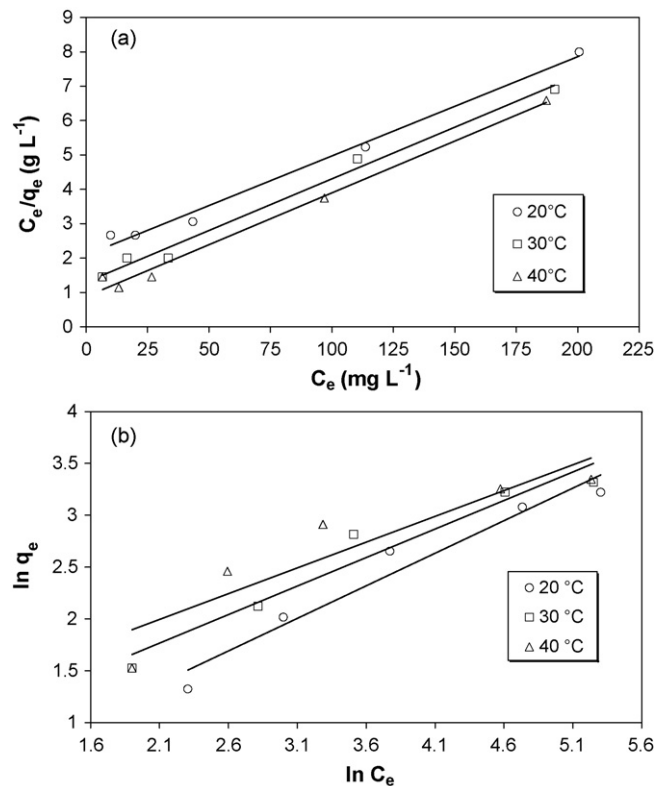 (a)
9
8
7
6
5
4
3
2
1
0
Cₑ/qₑ (g L⁻¹)
20°C
30°C
40°C
0 25 50 75 100 125 150 175 200 225
Cₑ (mg L⁻¹)
(b)
4
3.5
3
2.5
2
1.5
1
ln qₑ
20 °C
30 °C
40 °C
1.6 2.1 2.6 3.1 3.6 4.1 4.6 5.1 5.6
ln Cₑ